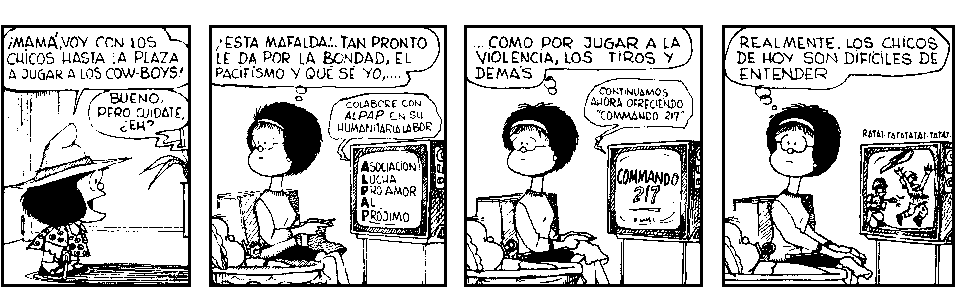 ¡MAMÁ, VOY CON LOS
CHICOS HASTA LA PLAZA
A JUGAR A LOS COW-BOYS!
BUENO,
PERO CUIDATE,
¿EH?
¡ESTA MAFALDA!.. TAN PRONTO
LE DA POR LA BONDAD, EL
PACIFISMO Y QUÉ SÉ YO,....
COLABORE CON
ALPAP EN SU
HUMANITARIA LABOR
ASOCIACION
LUCHA
PRO AMOR
AL
PRÓJIMO
... COMO POR JUGAR A LA
VIOLENCIA, LOS TIROS Y
DEMÁS
CONTINUAMOS
AHORA OFRECIENDO
"COMMANDO 217"
COMMANDO
217
REALMENTE, LOS CHICOS
DE HOY SON DIFÍCILES DE
ENTENDER
RATAT-TATATATAT-TATAT